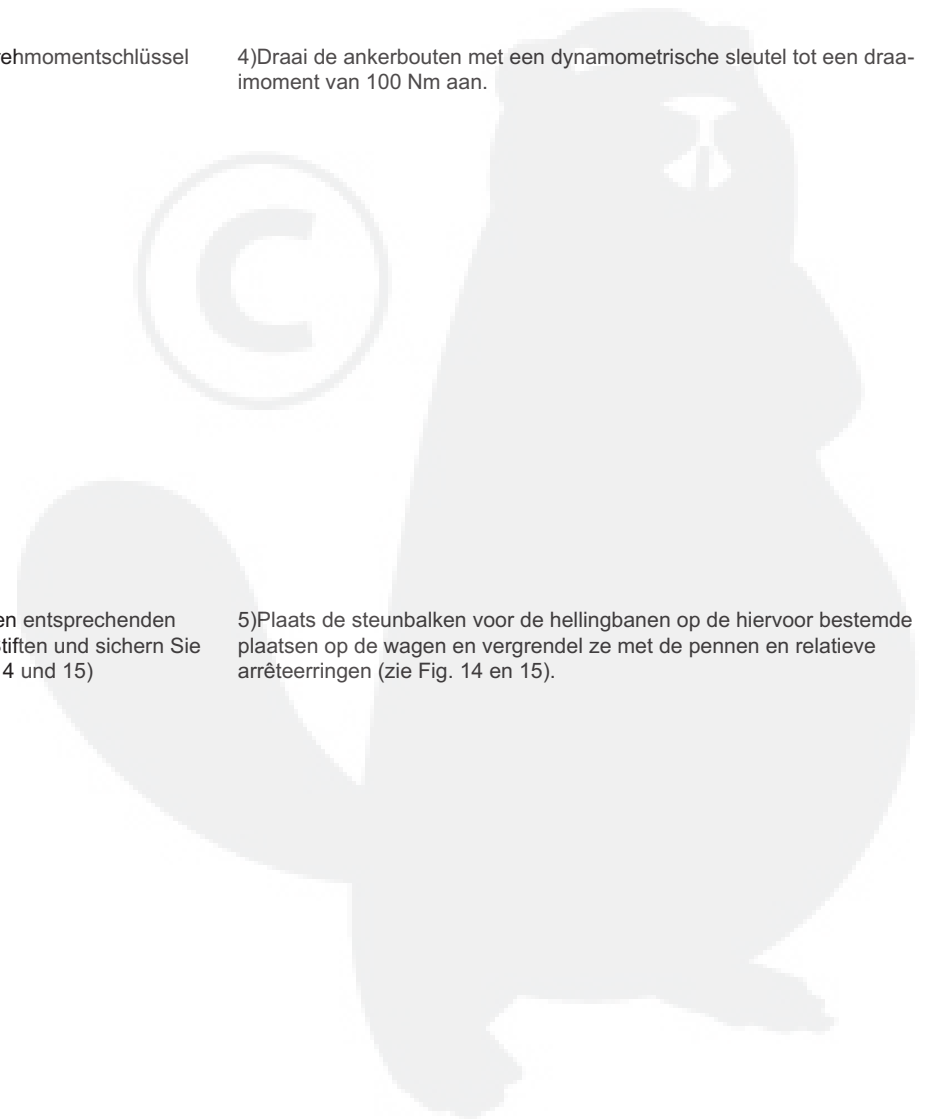 ehmomentschlüssel
4)Draai de ankerbouten met een dynamometrische sleutel tot een draa-
imoment van 100 Nm aan.
©
en entsprechenden
Stiften und sichern Sie
4 und 15)
5)Plaats de steunbalken voor de hellingbanen op de hiervoor bestemde
plaatsen op de wagen en vergrendel ze met de pennen en relatieve
arrêteerringen (zie Fig. 14 en 15).